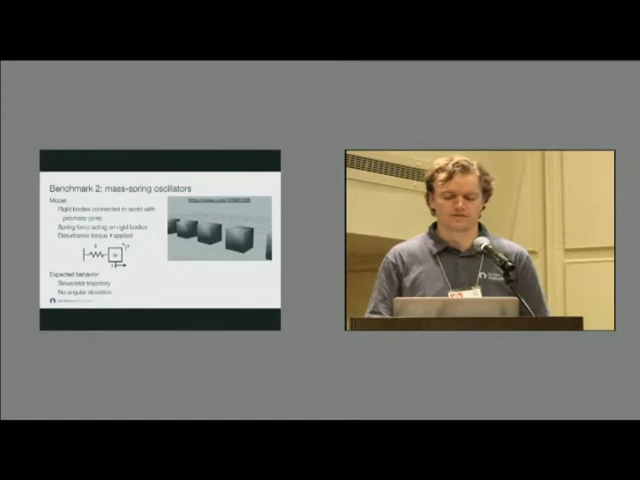 Benchmark 2: mass-spring oscillators
Model
Rigid bodies connected to world with
prismatic joints
Spring force acting on rigid bodies
Disturbance torque τ applied
k
m
Expected behavior:
Sinusoidal trajectory
No angular deviation